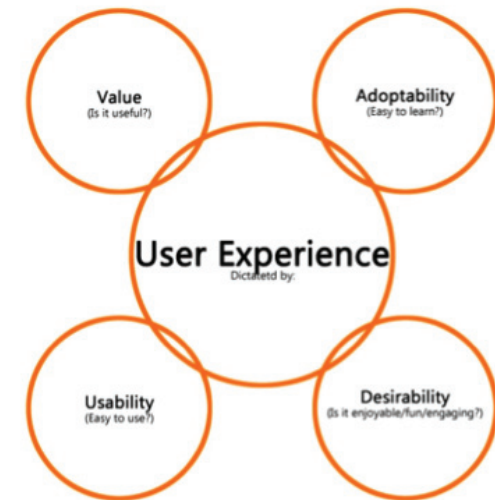 Value
(Is it useful?)
Adoptability
(Easy to learn?)
User Experience
Dictatetd by:
Usability
(Easy to use?)
Desirability
(Is it enjoyable/fun/engaging?)